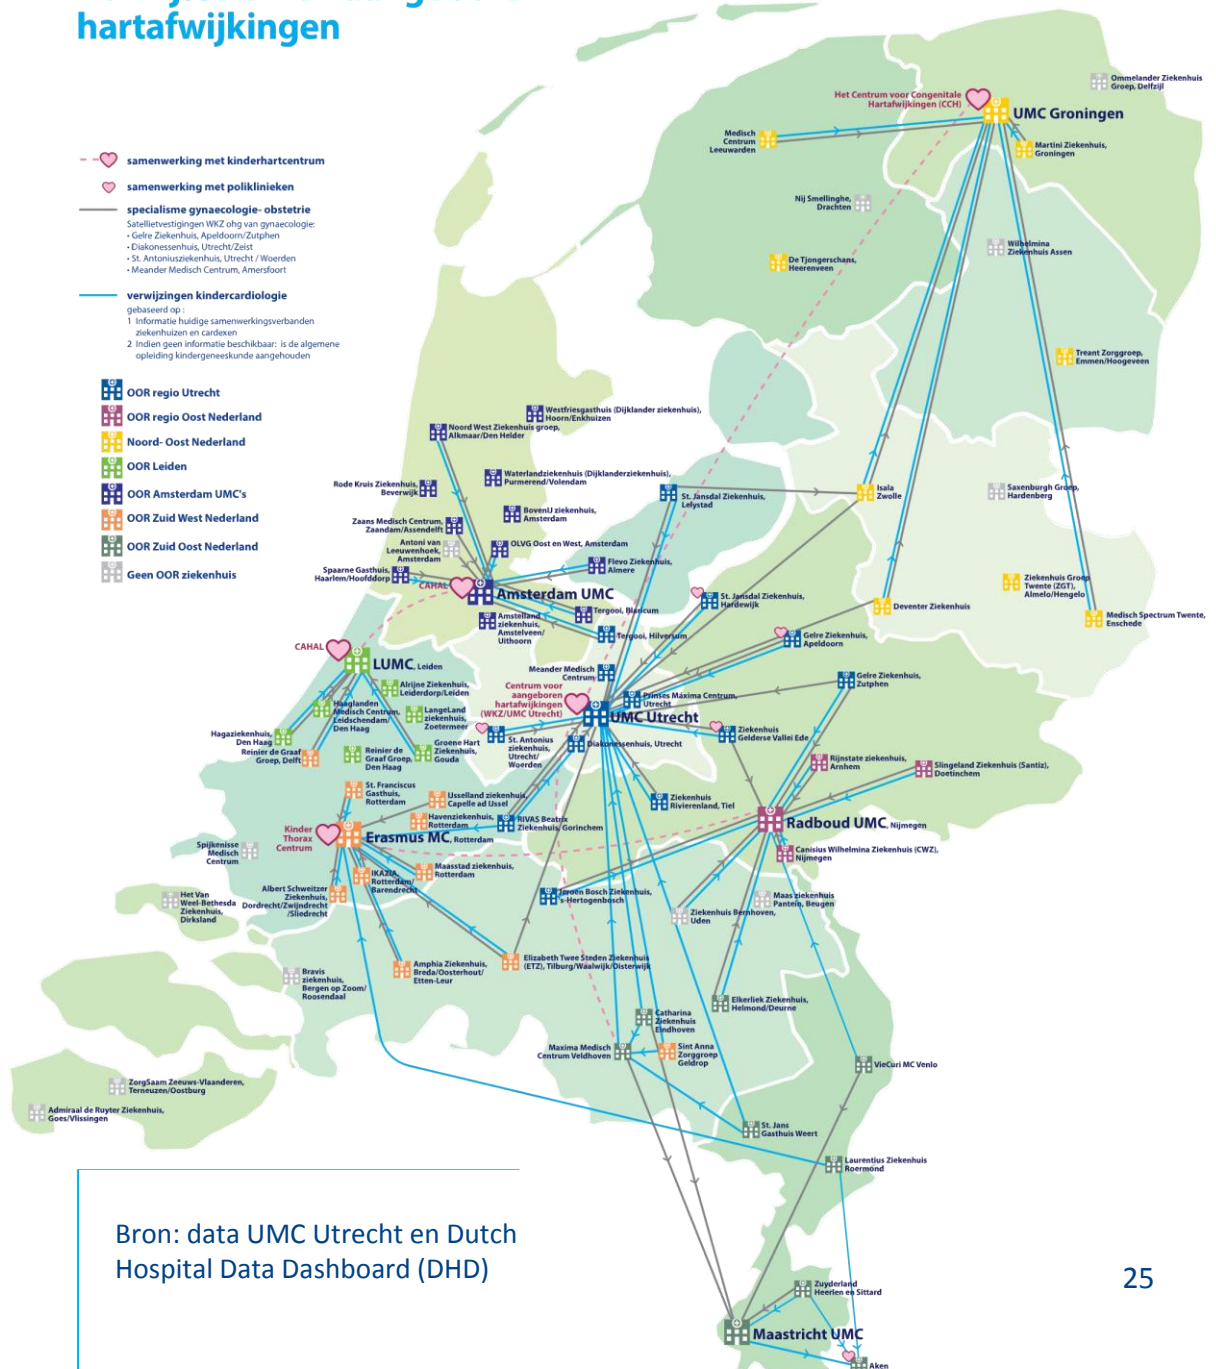 hartafwijkingen
samenwerking met kinderhartcentrum
samenwerking met poliklinieken
specialisme gynaecologie- obstetrie
Satellietvestigingen WKZ ohg van gynaecologie:
• Gelre Ziekenhuis, Apeldoorn/Zutphen
• Diakonessenhuis, Utrecht/Zeist
• St. Antoniusziekenhuis, Utrecht / Woerden
• Meander Medisch Centrum, Amersfoort
verwijzingen kindercardiologie
gebaseerd op :
1 Informatie huidige samenwerkingsverbanden
ziekenhuizen en cardexen
2 Indien geen informatie beschikbaar: is de algemene
opleiding kindergeneeskunde aangehouden
OOR regio Utrecht
OOR regio Oost Nederland
Noord- Oost Nederland
OOR Leiden
OOR Amsterdam UMC's
OOR Zuid West Nederland
OOR Zuid Oost Nederland
Geen OOR ziekenhuis
Ommelander Ziekenhuis
Groep, Delfzijl
Het Centrum voor Congenitale
Hartafwijkingen (CCH)
UMC Groningen
Medisch
Centrum
Leeuwarden
Martini Ziekenhuis,
Groningen
Nij Smellinghe,
Drachten
Wilhelmina
Ziekenhuis Assen
De Tjongerschans,
Heerenveen
Treant Zorggroep,
Emmen/Hoogeveen
Westfriesgasthuis (Dijklander ziekenhuis),
Hoorn/Enkhuizen
Noord West Ziekenhuis groep,
Alkmaar/Den Helder
Waterlandziekenhuis (Dijklanderziekenhuis),
Purmerend/Volendam
Rode Kruis Ziekenhuis,
Beverwijk
St. Jansdal Ziekenhuis,
Lelystad
Isala
Zwolle
Saxenburgh Groep,
Hardenberg
BovenIJ ziekenhuis,
Amsterdam
Zaans Medisch Centrum,
Zaandam/Assendelft
Antoni van
Leeuwenhoek,
Amsterdam
OLVG Oost en West, Amsterdam
Flevo Ziekenhuis,
Almere
Spaarne Gasthuis,
Haarlem/Hoofddorp
CAHAL
Amsterdam UMC
St. Jansdal Ziekenhuis,
Hardewijk
Ziekenhuis Groep
Twente (ZGT),
Almelo/Hengelo
Deventer Ziekenhuis
Medisch Spectrum Twente,
Enschede
Tergooi, Blaricum
Amstelland
ziekenhuis,
Amstelveen/
Uithoorn
Tergooi, Hilversum
Gelre Ziekenhuis,
Apeldoorn
CAHAL
LUMC, Leiden
Meander Medisch
Centrum
Gelre Ziekenhuis,
Zutphen
Alrijne Ziekenhuis,
Leiderdorp/Leiden
Centrum voor
aangeboren
hartafwijkingen
(WKZ/UMC Utrecht)
Prinses Máxima Centrum,
Utrecht
UMC Utrecht
Haaglanden
Medisch Centrum,
Leidschendam/
Den Haag
LangeLand
ziekenhuis,
Zoetermeer
Hagaziekenhuis,
Den Haag
Reinier de Graaf
Groep, Delft
Reinier de
Graaf Groep,
Den Haag
Groene Hart
Ziekenhuis,
Gouda
St. Antonius
ziekenhuis,
Utrecht/
Woerden
Diakonessenhuis, Utrecht
Ziekenhuis
Gelderse Vallei Ede
Rijnstate ziekenhuis,
Arnhem
Slingeland Ziekenhuis (Santiz),
Doetinchem
St. Franciscus
Gasthuis,
Rotterdam
IJsselland ziekenhuis,
Capelle ad IJssel
Ziekenhuis
Rivierenland, Tiel
Havenziekenhuis,
Rotterdam
RIVAS Beatrix
Ziekenhuis, Gorinchem
Radboud UMC, Nijmegen
Kinder
Thorax
Centrum
Erasmus MC, Rotterdam
Spijkenisse
Medisch
Centrum
Canisius Wilhelmina Ziekenhuis (CWZ),
Nijmegen
IKAZIA,
Rotterdam/
Barendrecht
Maasstad ziekenhuis,
Rotterdam
Albert Schweitzer
Ziekenhuis,
Dordrecht/Zwijndrecht
/Sliedrecht
Het Van
Weel-Bethesda
Ziekenhuis,
Dirksland
Jeroen Bosch Ziekenhuis,
's-Hertogenbosch
Maas ziekenhuis
Pantein, Beugen
Ziekenhuis Bernhoven,
Uden
Bravis
ziekenhuis,
Bergen op Zoom/
Roosendaal
Amphia Ziekenhuis,
Breda/Oosterhout/
Etten-Leur
Elizabeth Twee Steden Ziekenhuis
(ETZ), Tilburg/Waalwijk/Oisterwijk
Elkerliek Ziekenhuis,
Helmond/Deurne
Catharina
Ziekenhuis
Eindhoven
Maxima Medisch
Centrum Veldhoven
Sint Anna
Zorggroep
Geldrop
VieCuri MC Venlo
ZorgSaam Zeeuws-Vlaanderen,
Terneuzen/Oostburg
Admiraal de Ruyter Ziekenhuis,
Goes/Vlissingen
St. Jans
Gasthuis Weert
Laurentius Ziekenhuis
Roermond
Bron: data UMC Utrecht en Dutch
Hospital Data Dashboard (DHD)
25
Zuyderland
Heerlen en Sittard
Maastricht UMC
Aken